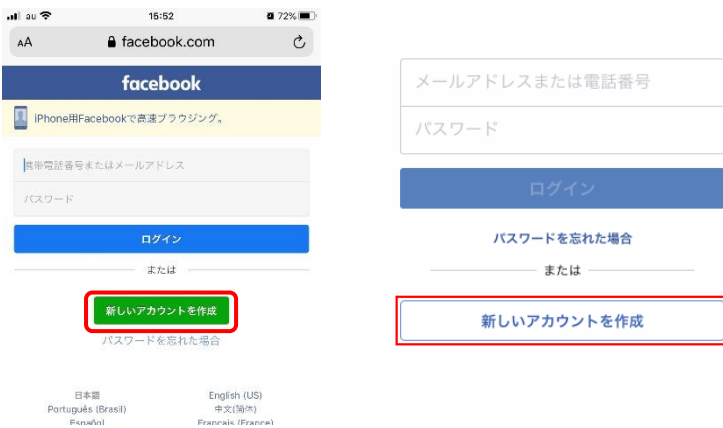 au 15:52 72%
AA facebook.com
facebook
iPhone用Facebookで高速ブラウジング。
携帯電話番号またはメールアドレス
パスワード
ログイン
または
新しいアカウントを作成
パスワードを忘れた場合
日本語 English (US)
Português (Brasil) 中文(简体)
Español Français (France)
メールアドレスまたは電話番号
パスワード
ログイン
パスワードを忘れた場合
または
新しいアカウントを作成